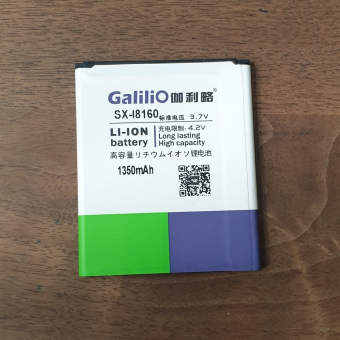 GaliliO 伽利略
SX-I8160 标准电压: 3.7V
LI-ION 充电限制: 4.2V
battery Long lasting
High capacity
高容量リチウムイオン锂电池
1350mAh